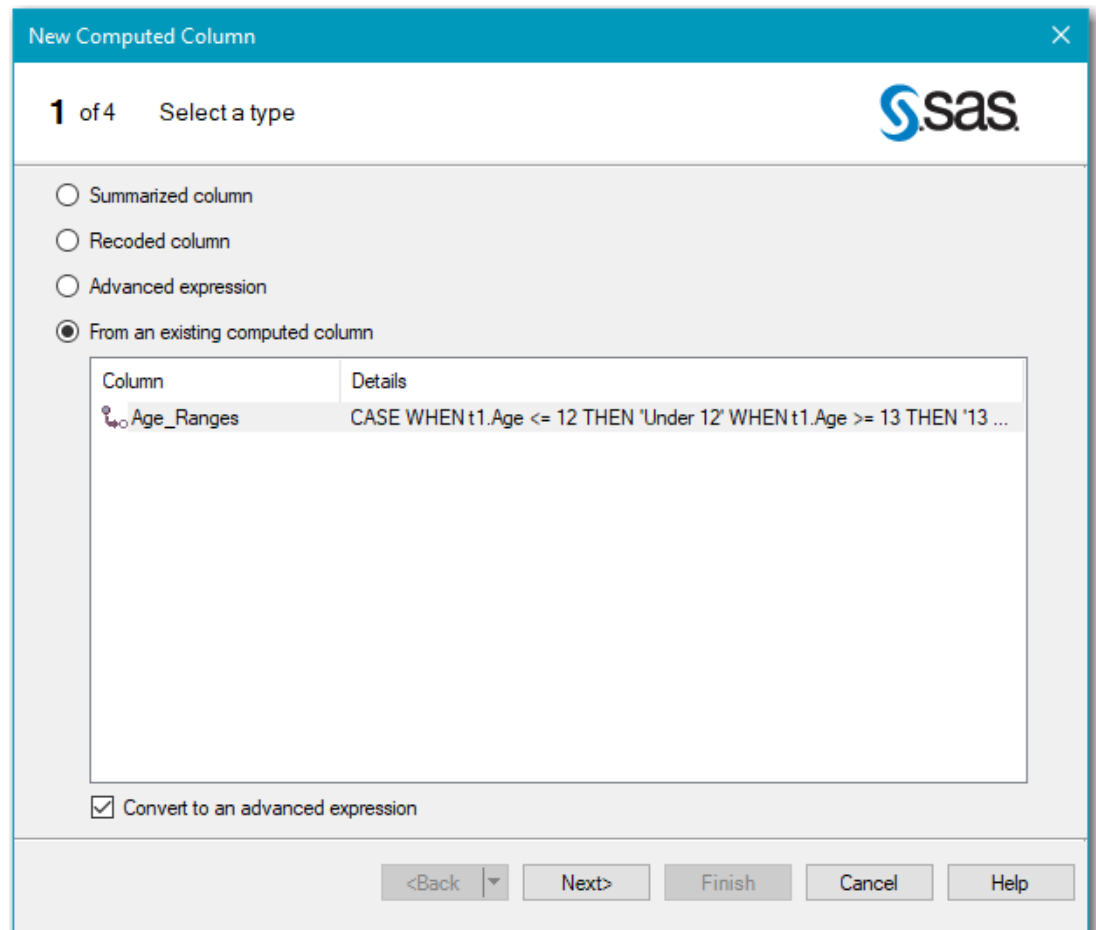 New Computed Column
1 of 4 Select a type
sas
Summarized column
Recoded column
Advanced expression
From an existing computed column
Column Details
Age_Ranges CASE WHEN t1.Age <= 12 THEN 'Under 12' WHEN t1.Age >= 13 THEN '13 ...
Convert to an advanced expression
<Back Next> Finish Cancel Help